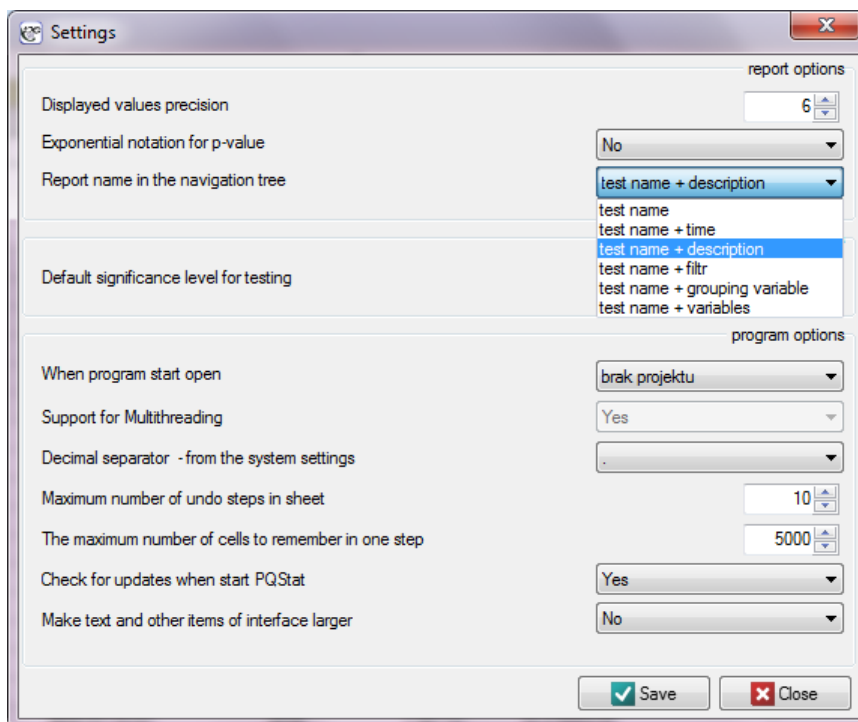 Settings
report options
Displayed values precision 6
Exponential notation for p-value No
Report name in the navigation tree test name + description
test name
test name + time
test name + description
test name + filtr
Default significance level for testing
test name + grouping variable
test name + variables
program options
When program start open brak projektu
Support for Multithreading Yes
Decimal separator - from the system settings .
Maximum number of undo steps in sheet 10
The maximum number of cells to remember in one step 5000
Check for updates when start PQStat Yes
Make text and other items of interface larger No
Save Close